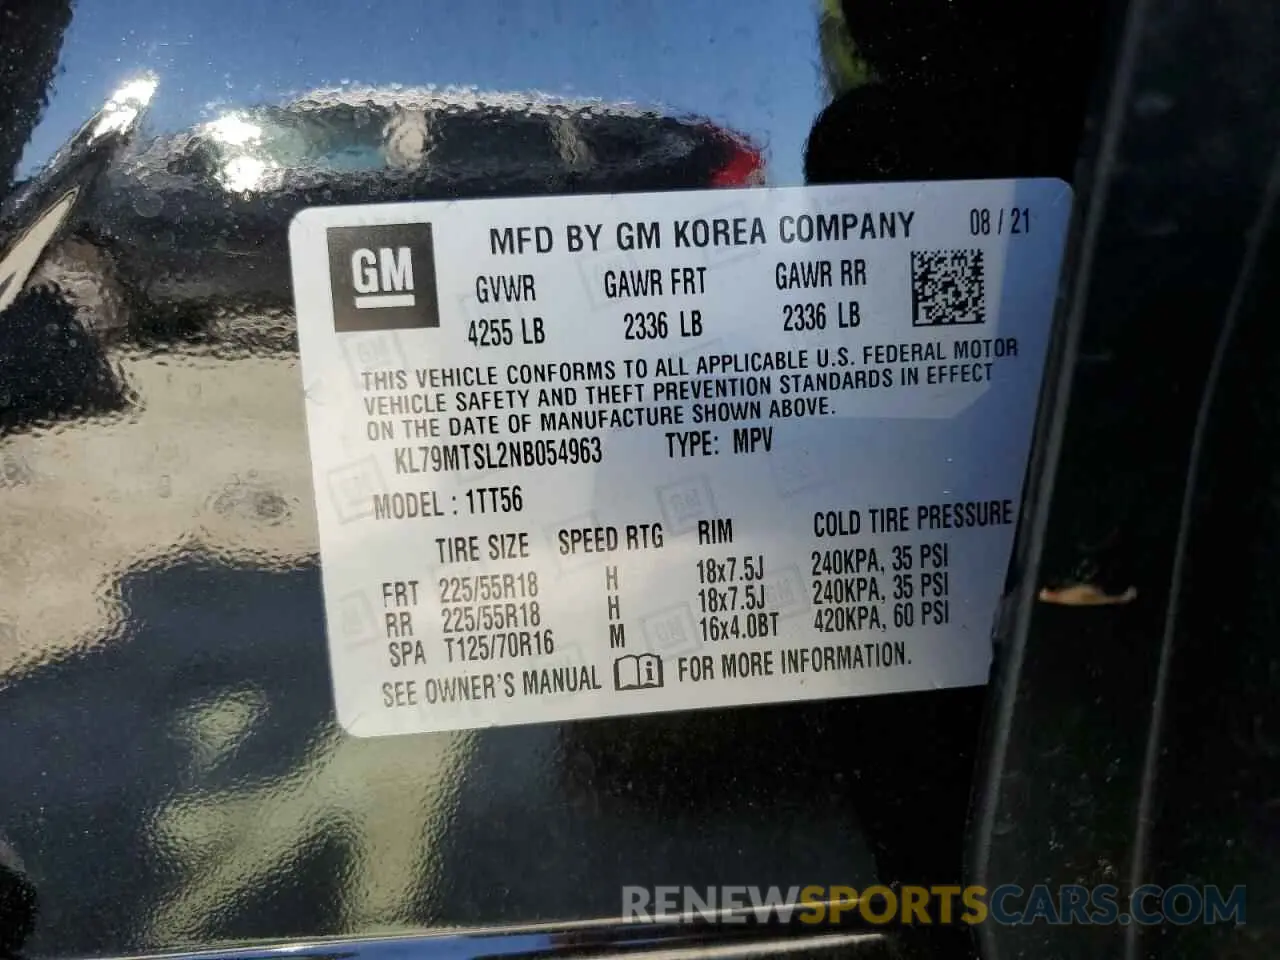 GM
MFD BY GM KOREA COMPANY 08 / 21
GVWR GAWR FRT GAWR RR
4255 LB 2336 LB 2336 LB
THIS VEHICLE CONFORMS TO ALL APPLICABLE U.S. FEDERAL MOTOR
VEHICLE SAFETY AND THEFT PREVENTION STANDARDS IN EFFECT
ON THE DATE OF MANUFACTURE SHOWN ABOVE.
KL79MTSL2NB054963 TYPE: MPV
MODEL : 1TT56
TIRE SIZE SPEED RTG RIM COLD TIRE PRESSURE
FRT 225/55R18 H 18x7.5J 240KPA, 35 PSI
RR 225/55R18 H 18x7.5J 240KPA, 35 PSI
SPA T125/70R16 M 16x4.0BT 420KPA, 60 PSI
SEE OWNER'S MANUAL i FOR MORE INFORMATION.
RENEWSPORTSCARS.COM